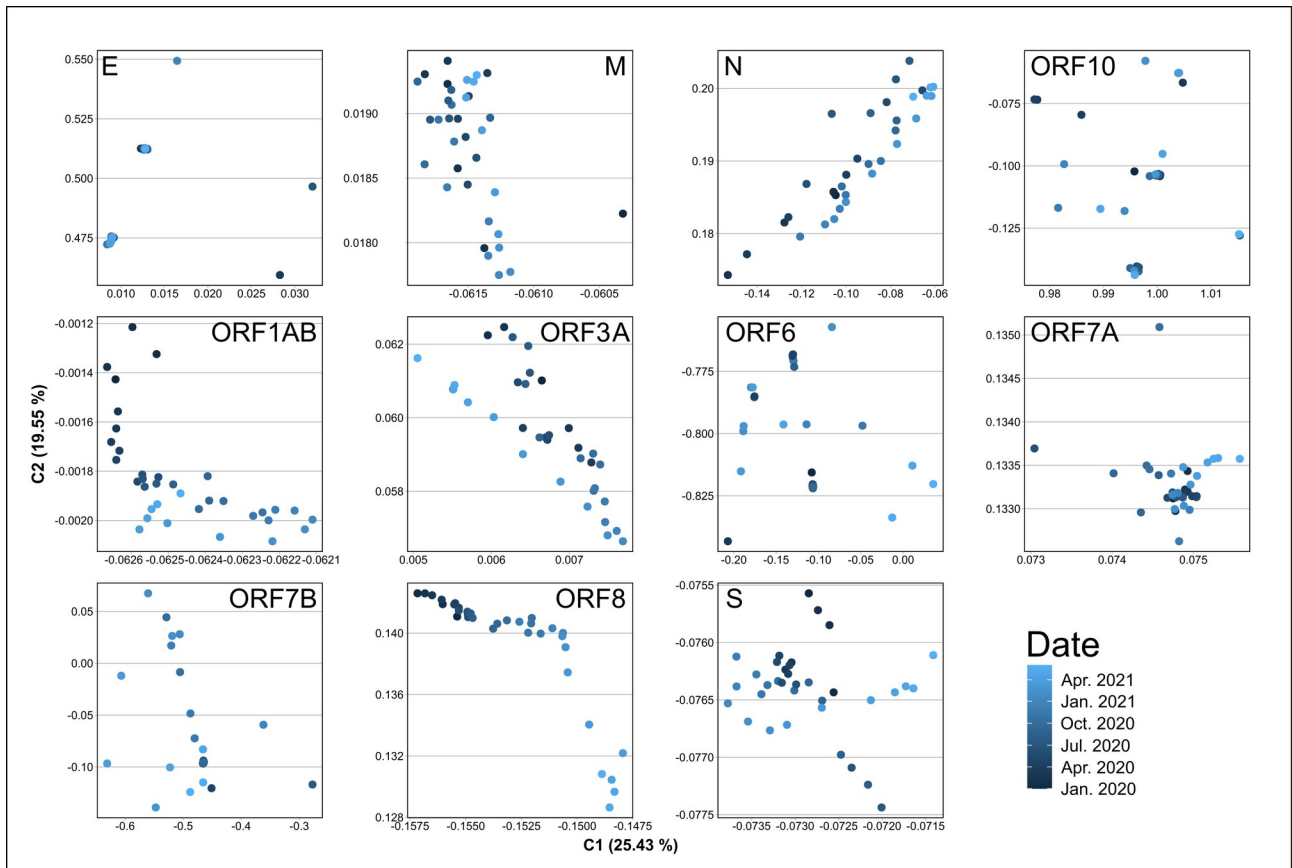 E
M
N
ORF10
0.550
0.525
0.500
0.475
0.010 0.015 0.020 0.025 0.030
0.0190
0.0185
0.0180
-0.0615 -0.0610 -0.0605
0.20
0.19
0.18
-0.14 -0.12 -0.10 -0.08 -0.06
-0.075
-0.100
-0.125
0.98 0.99 1.00 1.01
ORF1AB
ORF3A
ORF6
ORF7A
-0.0012
-0.0014
-0.0016
-0.0018
-0.0020
-0.0626 -0.0625 -0.0624 -0.0623 -0.0622 -0.0621
0.062
0.060
0.058
0.005 0.006 0.007
-0.775
-0.800
-0.825
-0.20 -0.15 -0.10 -0.05 0.00
0.1350
0.1345
0.1340
0.1335
0.1330
0.073 0.074 0.075
ORF7B
ORF8
S
0.05
0.00
-0.05
-0.10
-0.6 -0.5 -0.4 -0.3
0.140
0.136
0.132
0.128
-0.1575 -0.1550 -0.1525 -0.1500 -0.1475
-0.0755
-0.0760
-0.0765
-0.0770
-0.0775
-0.0735 -0.0730 -0.0725 -0.0720 -0.0715
C2 (19.55 %)
C1 (25.43 %)
Date
Apr. 2021
Jan. 2021
Oct. 2020
Jul. 2020
Apr. 2020
Jan. 2020